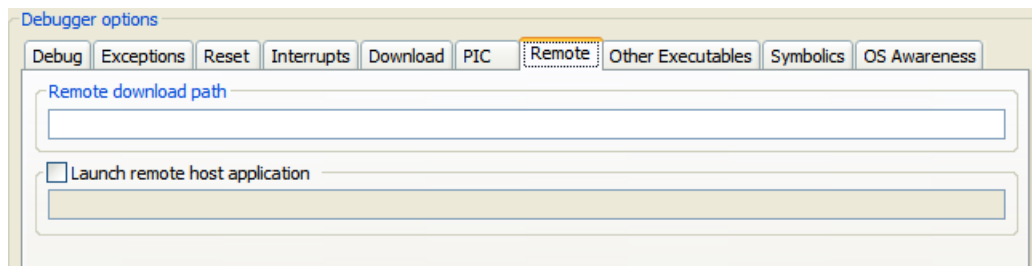 Debugger options
Debug Exceptions Reset Interrupts Download PIC Remote Other Executables Symbolics OS Awareness
Remote download path
Launch remote host application